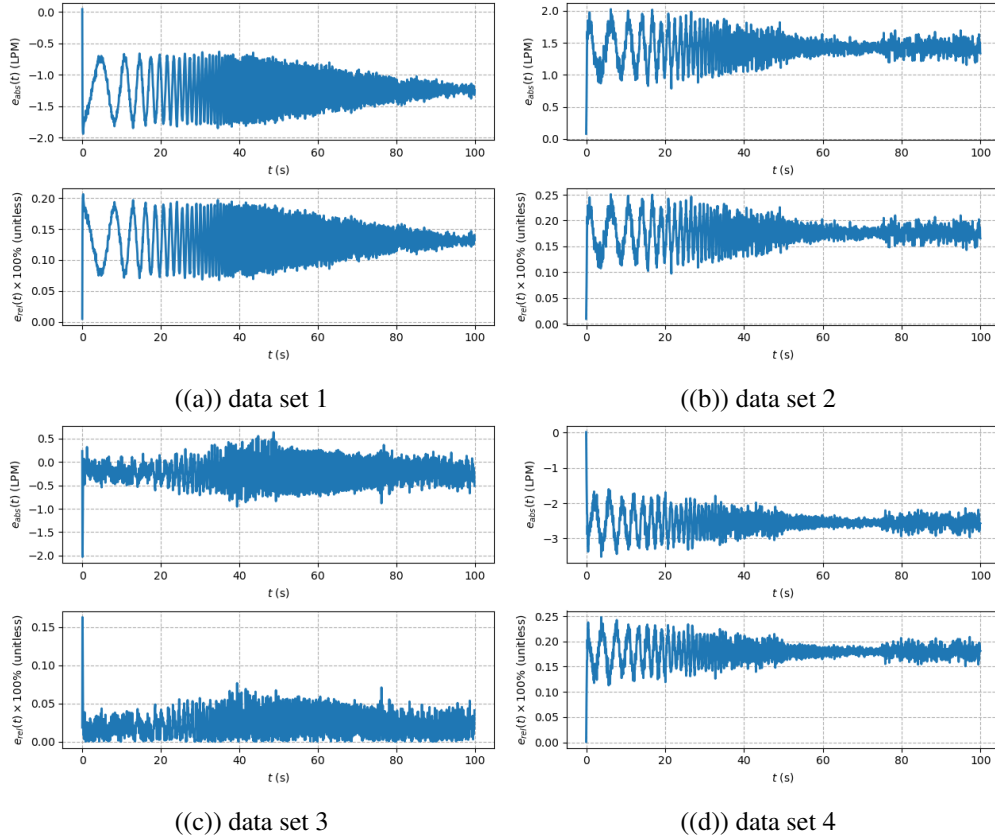 0.0
−0.5
−1.0
−1.5
−2.0
e_abs(t) (LPM)
0 20 40 60 80 100
t (s)
0.20
0.15
0.10
0.05
0.00
e_rel(t) × 100% (unitless)
0 20 40 60 80 100
t (s)
((a)) data set 1
2.0
1.5
1.0
0.5
0.0
e_abs(t) (LPM)
0 20 40 60 80 100
t (s)
0.25
0.20
0.15
0.10
0.05
0.00
e_rel(t) × 100% (unitless)
0 20 40 60 80 100
t (s)
((b)) data set 2
0.5
0.0
−0.5
−1.0
−1.5
−2.0
e_abs(t) (LPM)
0 20 40 60 80 100
t (s)
0.15
0.10
0.05
0.00
e_rel(t) × 100% (unitless)
0 20 40 60 80 100
t (s)
((c)) data set 3
0
−1
−2
−3
e_abs(t) (LPM)
0 20 40 60 80 100
t (s)
0.25
0.20
0.15
0.10
0.05
0.00
e_rel(t) × 100% (unitless)
0 20 40 60 80 100
t (s)
((d)) data set 4